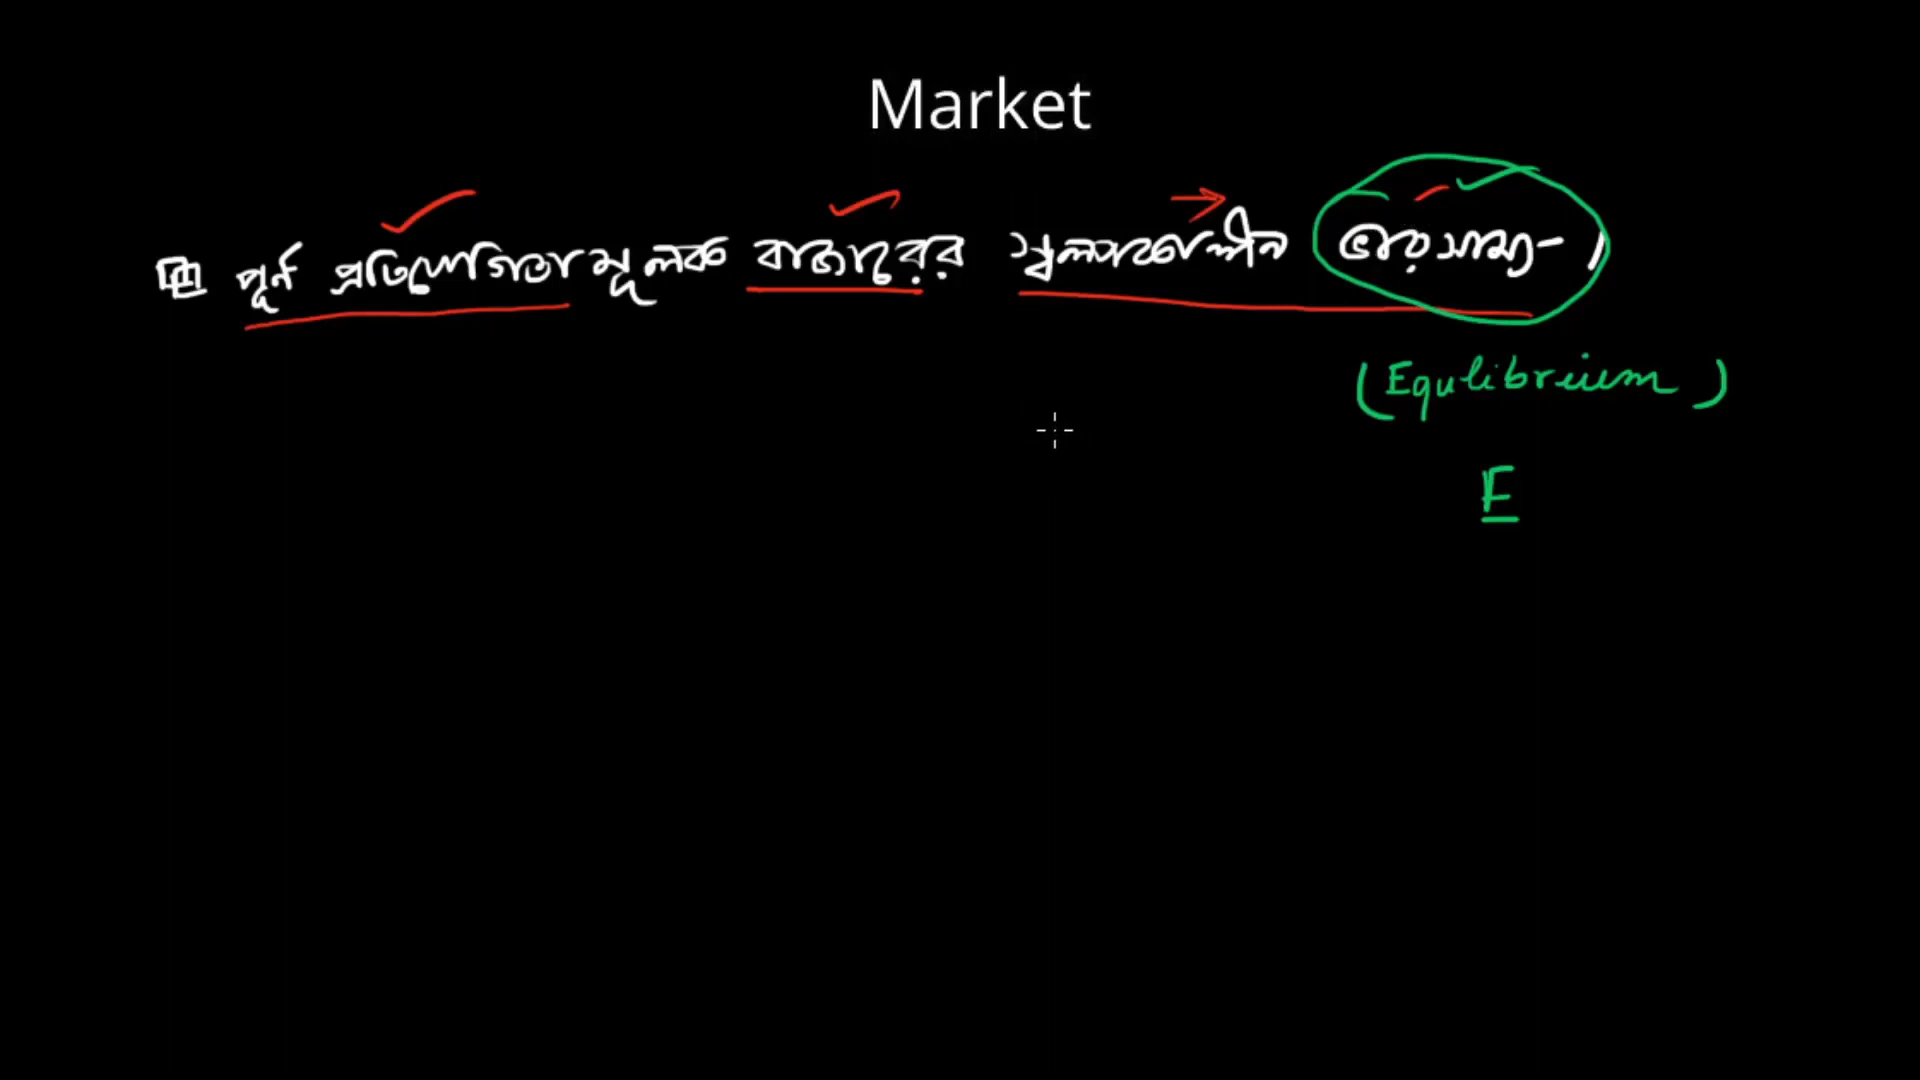 Market
পূর্ন প্রতিযোগিতামূলক বাজারের স্বল্পকালীন ভারসাম্য-।
(Equlibrium)
E